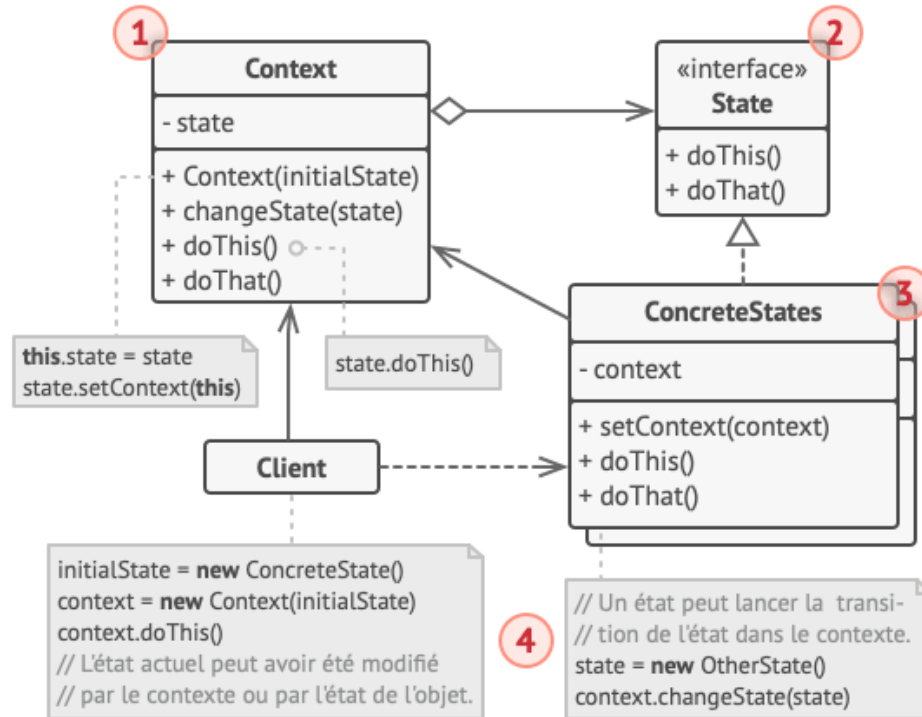 1
Context
- state
+ Context(initialState)
+ changeState(state)
+ doThis()
+ doThat()
2
«interface»
State
+ doThis()
+ doThat()
3
ConcreteStates
- context
+ setContext(context)
+ doThis()
+ doThat()
this.state = state
state.setContext(this)
state.doThis()
Client
initialState = new ConcreteState()
context = new Context(initialState)
context.doThis()
// L'état actuel peut avoir été modifié
// par le contexte ou par l'état de l'objet.
4
// Un état peut lancer la transi-
// tion de l'état dans le contexte.
state = new OtherState()
context.changeState(state)